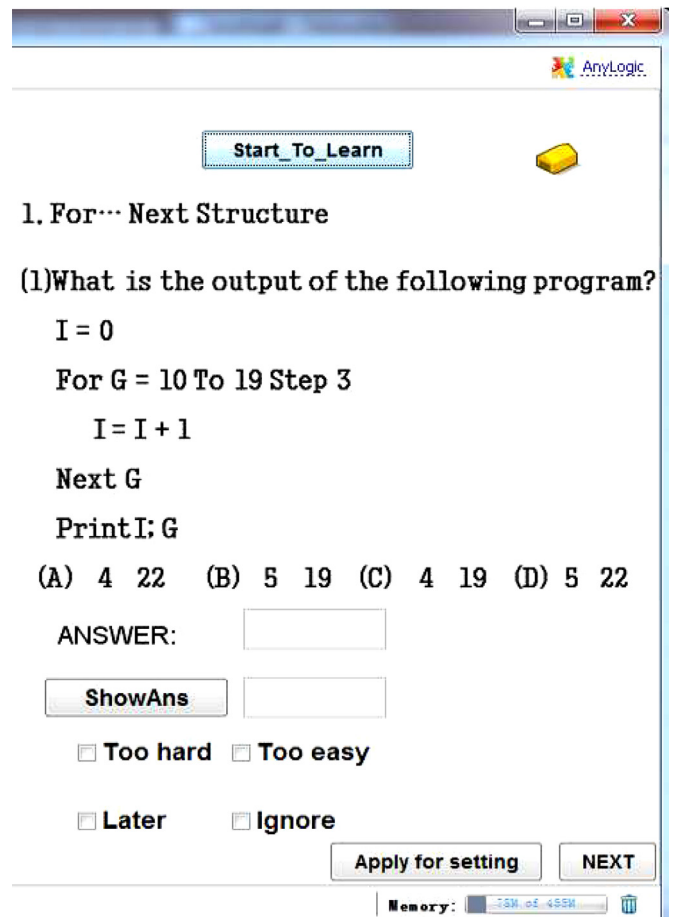 AnyLogic
Start_To_Learn
1. For… Next Structure
(1)What is the output of the following program?
I = 0
For G = 10 To 19 Step 3
I = I + 1
Next G
Print I; G
(A) 4 22 (B) 5 19 (C) 4 19 (D) 5 22
ANSWER:
ShowAns
Too hard Too easy
Later Ignore
Apply for setting NEXT
Memory: of 455M